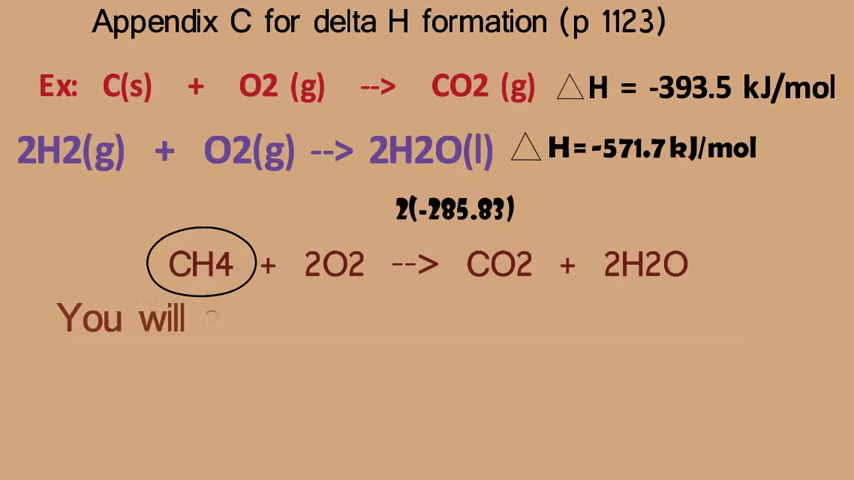 Appendix C for delta H formation (p 1123)
Ex: C(s) + O2 (g) --> CO2 (g) △H = -393.5 kJ/mol
2H2(g) + O2(g) --> 2H2O(l) △H=-571.7 kJ/mol
2(-285.83)
CH4 + 2O2 --> CO2 + 2H2O
You will